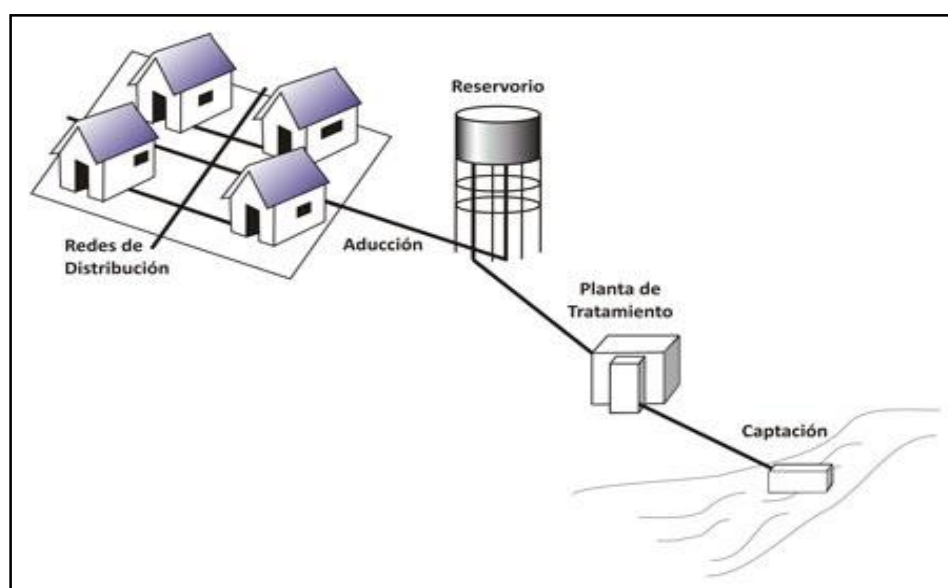 Reservorio
Aducción
Redes de
Distribución
Planta de
Tratamiento
Captación